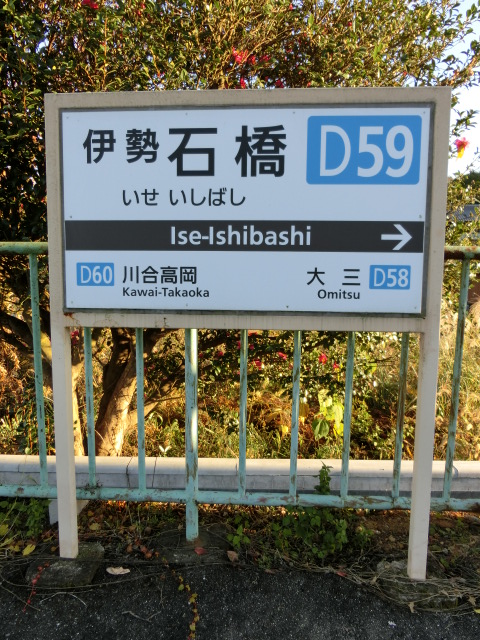 伊勢石橋 D59
いせ いしばし
Ise-Ishibashi →
D60 川合高岡 大三 D58
Kawai-Takaoka Omitsu